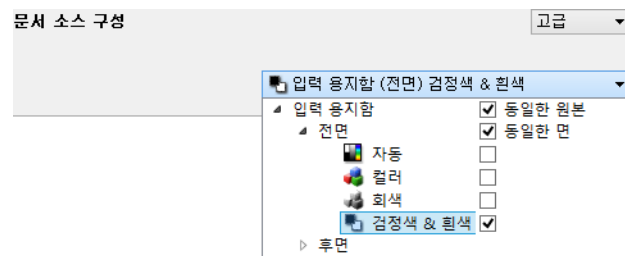 문서 소스 구성 고급
입력 용지함 (전면) 검정색 & 흰색
입력 용지함 동일한 원본
전면 동일한 면
자동
컬러
회색
검정색 & 흰색
후면